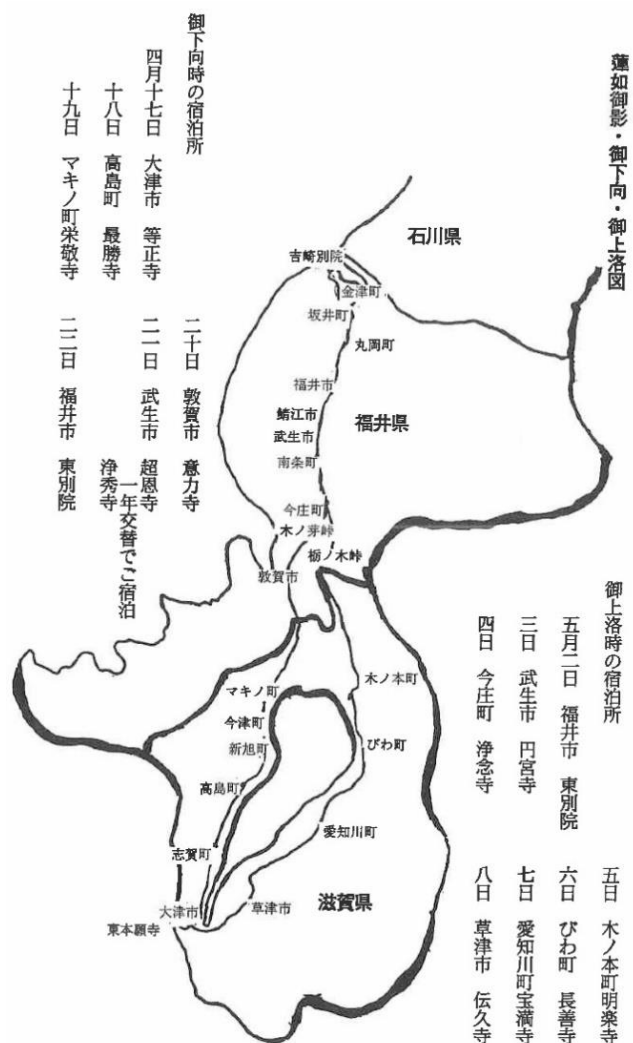 蓮如御影・御下向・御上洛図
御下向時の宿泊所
四月十七日 大津市 等正寺
十八日 高島町 最勝寺
十九日 マキノ町栄敬寺
二十日 敦賀市 意力寺
二一日 武生市 超恩寺
浄秀寺
一年交替でご宿泊
二二日 福井市 東別院
石川県
吉崎別院
金津町
坂井町
丸岡町
福井市
福井県
鯖江市
武生市
南条町
今庄町
木ノ芽峠
栃ノ木峠
敦賀市
マキノ町
木ノ本町
今津町
新旭町
びわ町
高島町
愛知川町
志賀町
大津市
草津市
滋賀県
東本願寺
御上洛時の宿泊所
五月二日 福井市 東別院
三日 武生市 円宮寺
四日 今庄町 浄念寺
五日 木ノ本町明楽寺
六日 びわ町 長善寺
七日 愛知川町宝満寺
八日 草津市 伝久寺